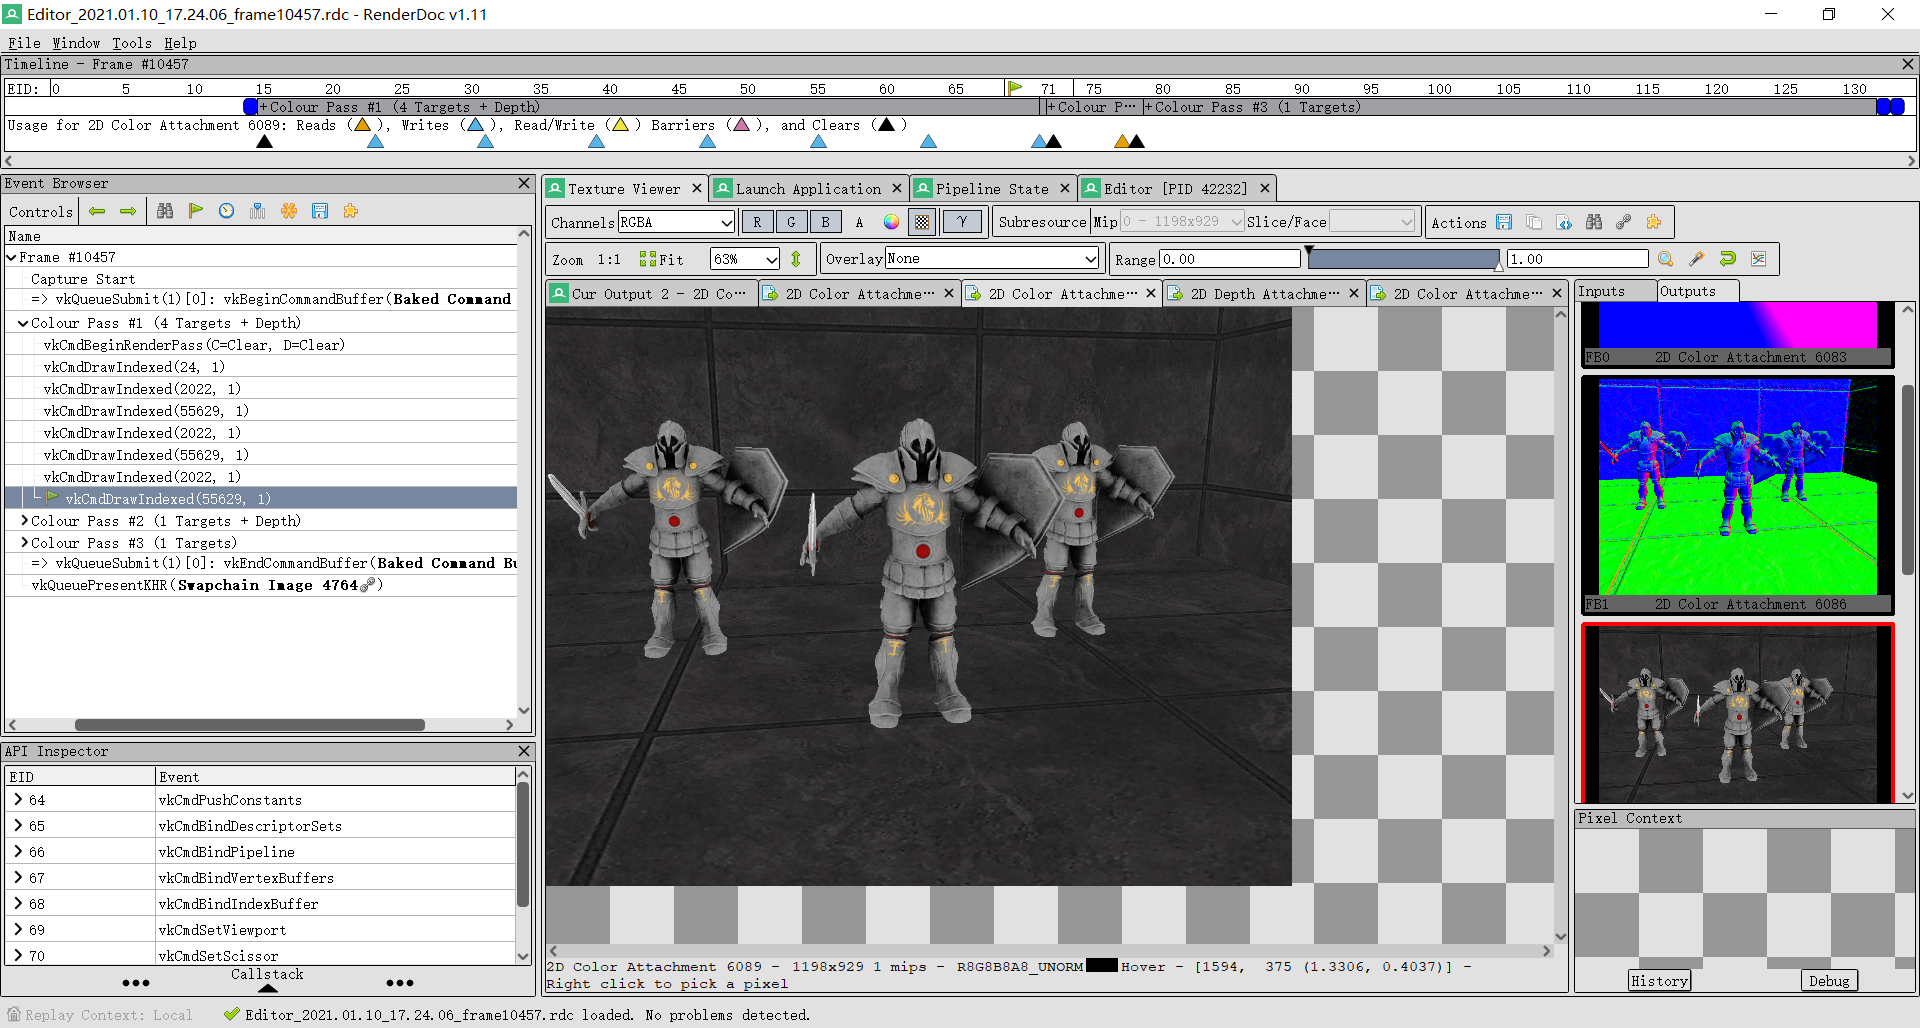 Editor_2021.01.10_17.24.06_frame10457.rdc - RenderDoc v1.11
File Window Tools Help
Timeline - Frame #10457
EID: 0 5 10 15 20 25 30 35 40 45 50 55 60 65 71 75 80 85 90 95 100 105 110 115 120 125 130
+Colour Pass #1 (4 Targets + Depth) +Colour P... +Colour Pass #3 (1 Targets)
Usage for 2D Color Attachment 6089: Reads ( ), Writes ( ), Read/Write ( ) Barriers ( ), and Clears ( )
Event Browser
Controls
Name
Frame #10457
Capture Start
=> vkQueueSubmit(1)[0]: vkBeginCommandBuffer(Baked Command
Colour Pass #1 (4 Targets + Depth)
vkCmdBeginRenderPass(C=Clear, D=Clear)
vkCmdDrawIndexed(24, 1)
vkCmdDrawIndexed(2022, 1)
vkCmdDrawIndexed(55629, 1)
vkCmdDrawIndexed(2022, 1)
vkCmdDrawIndexed(55629, 1)
vkCmdDrawIndexed(2022, 1)
vkCmdDrawIndexed(55629, 1)
Colour Pass #2 (1 Targets + Depth)
Colour Pass #3 (1 Targets)
=> vkQueueSubmit(1)[0]: vkEndCommandBuffer(Baked Command Bu
vkQueuePresentKHR(Swapchain Image 4764)
API Inspector
EID Event
64 vkCmdPushConstants
65 vkCmdBindDescriptorSets
66 vkCmdBindPipeline
67 vkCmdBindVertexBuffers
68 vkCmdBindIndexBuffer
69 vkCmdSetViewport
70 vkCmdSetScissor
Callstack
Texture Viewer Launch Application Pipeline State Editor [PID 42232]
Channels RGBA R G B A γ Subresource Mip 0 - 1198x929 Slice/Face Actions
Zoom 1:1 Fit 63% Overlay None Range 0.00 1.00
Cur Output 2 - 2D Co... 2D Color Attachme... 2D Color Attachme... 2D Depth Attachme... 2D Color Attachme...
2D Color Attachment 6089 - 1198x929 1 mips - R8G8B8A8_UNORM Hover - [1594, 375 (1.3306, 0.4037)] -
Right click to pick a pixel
Inputs Outputs
FB0 2D Color Attachment 6083
FB1 2D Color Attachment 6086
Pixel Context
History Debug
Replay Context: Local Editor_2021.01.10_17.24.06_frame10457.rdc loaded. No problems detected.